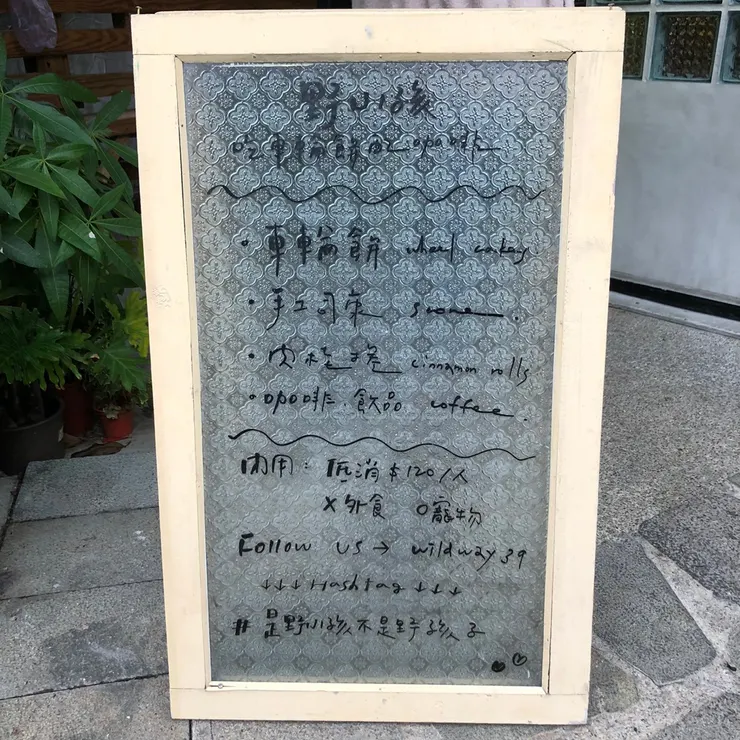 野小孩
吃車輪餅配咖啡
• 車輪餅 wheel cakes.
• 手工司康 scone.
• 肉桂捲 cinnamon rolls
• 咖啡.飲品 coffee.
內用: 低消 $120/人
X外食 O寵物
Follow us → wildway39
↓↓↓ Hashtag ↓↓↓
# 是野小孩不是野孩子